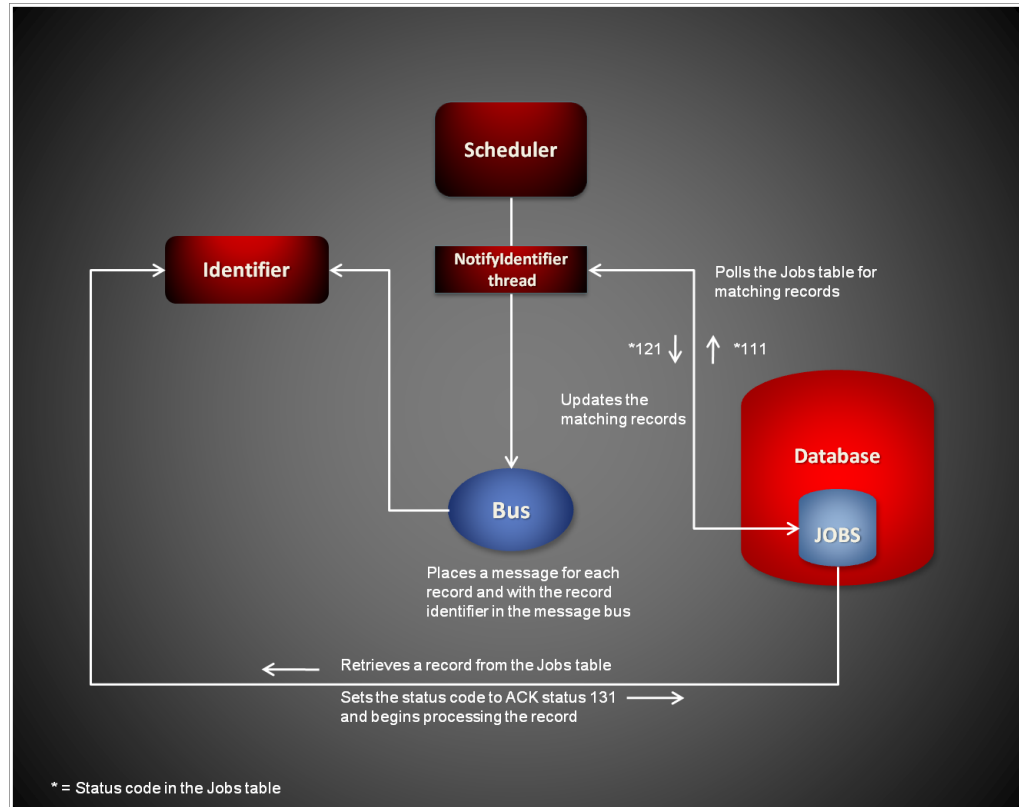 Scheduler
Identifier
NotifyIdentifier
thread
Polls the Jobs table for
matching records
*121
*111
Updates the
matching records
Database
JOBS
Bus
Places a message for each
record and with the record
identifier in the message bus
Retrieves a record from the Jobs table
Sets the status code to ACK status 131
and begins processing the record
* = Status code in the Jobs table